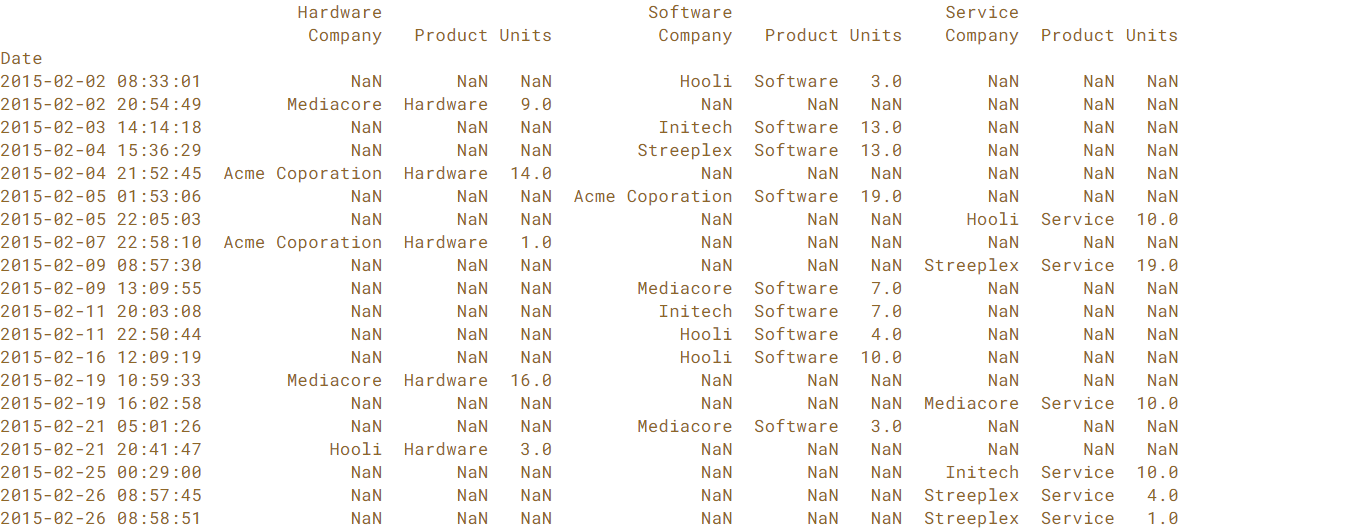 Hardware Software Service
Company Product Units Company Product Units Company Product Units
Date
2015-02-02 08:33:01 NaN NaN NaN Hooli Software 3.0 NaN NaN NaN
2015-02-02 20:54:49 Mediacore Hardware 9.0 NaN NaN NaN NaN NaN NaN
2015-02-03 14:14:18 NaN NaN NaN Initech Software 13.0 NaN NaN NaN
2015-02-04 15:36:29 NaN NaN NaN Streeplex Software 13.0 NaN NaN NaN
2015-02-04 21:52:45 Acme Coporation Hardware 14.0 NaN NaN NaN NaN NaN NaN
2015-02-05 01:53:06 NaN NaN NaN Acme Coporation Software 19.0 NaN NaN NaN
2015-02-05 22:05:03 NaN NaN NaN NaN NaN NaN Hooli Service 10.0
2015-02-07 22:58:10 Acme Coporation Hardware 1.0 NaN NaN NaN NaN NaN NaN
2015-02-09 08:57:30 NaN NaN NaN NaN NaN NaN Streeplex Service 19.0
2015-02-09 13:09:55 NaN NaN NaN Mediacore Software 7.0 NaN NaN NaN
2015-02-11 20:03:08 NaN NaN NaN Initech Software 7.0 NaN NaN NaN
2015-02-11 22:50:44 NaN NaN NaN Hooli Software 4.0 NaN NaN NaN
2015-02-16 12:09:19 NaN NaN NaN Hooli Software 10.0 NaN NaN NaN
2015-02-19 10:59:33 Mediacore Hardware 16.0 NaN NaN NaN NaN NaN NaN
2015-02-19 16:02:58 NaN NaN NaN NaN NaN NaN Mediacore Service 10.0
2015-02-21 05:01:26 NaN NaN NaN Mediacore Software 3.0 NaN NaN NaN
2015-02-21 20:41:47 Hooli Hardware 3.0 NaN NaN NaN NaN NaN NaN
2015-02-25 00:29:00 NaN NaN NaN NaN NaN NaN Initech Service 10.0
2015-02-26 08:57:45 NaN NaN NaN NaN NaN NaN Streeplex Service 4.0
2015-02-26 08:58:51 NaN NaN NaN NaN NaN NaN Streeplex Service 1.0